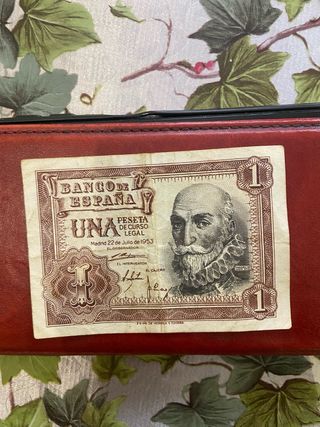 BANCO DE
ESPAÑA
1
UNA PESETA
DE CURSO
LEGAL
Madrid 22 de Julio de 1953
EL GOBERNADOR
EL INTERVENTOR
EL CAJERO
1
1